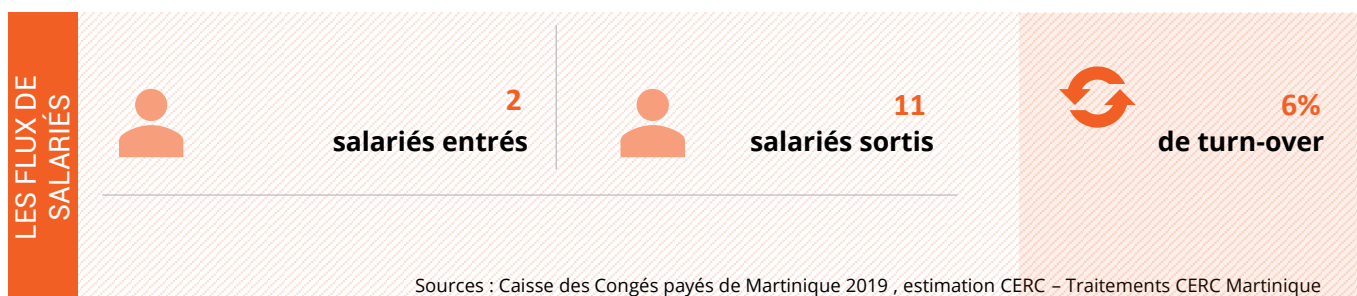 LES FLUX DE
SALARIÉS
2
salariés entrés
11
salariés sortis
6%
de turn-over
Sources : Caisse des Congés payés de Martinique 2019 , estimation CERC – Traitements CERC Martinique